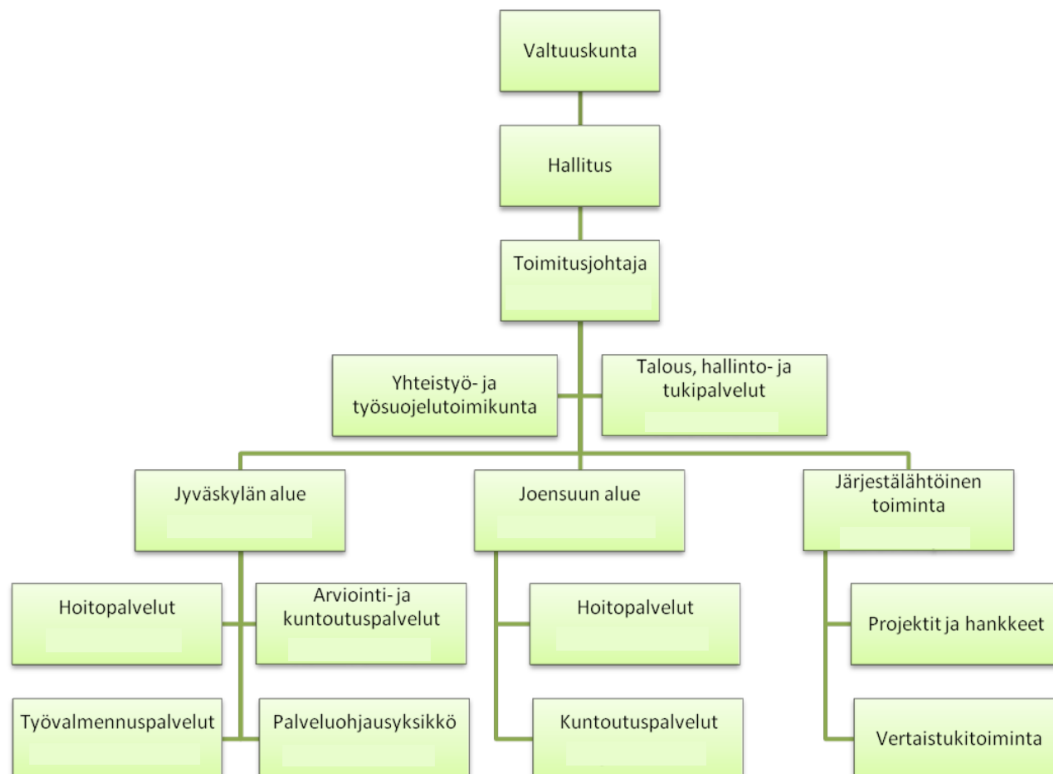 Valtuuskunta
Hallitus
Toimitusjohtaja
Yhteistyö- ja
työsuojelutoimikunta
Talous, hallinto- ja
tukipalvelut
Jyväskylän alue
Joensuun alue
Järjestälähtöinen
toiminta
Hoitopalvelut
Arviointi- ja
kuntoutuspalvelut
Hoitopalvelut
Projektit ja hankkeet
Työvalmennuspalvelut
Palveluohjausyksikkö
Kuntoutuspalvelut
Vertaistukitoiminta